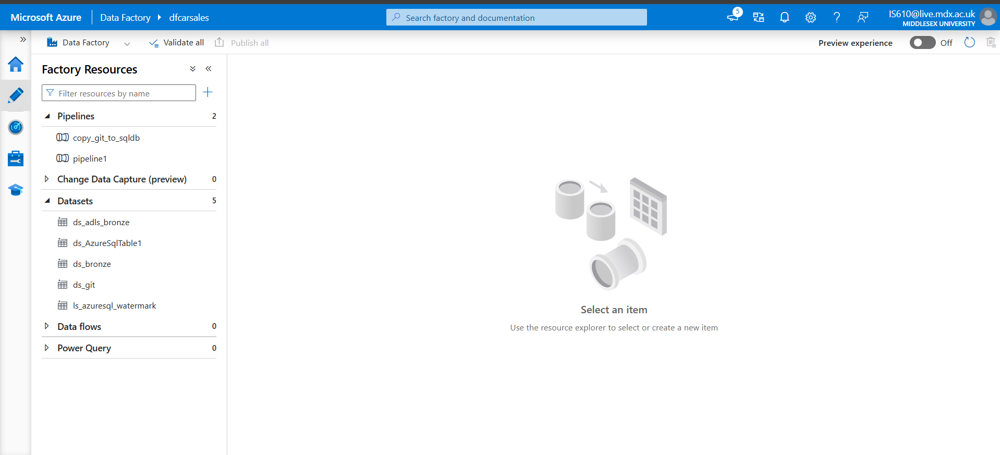 Microsoft Azure
Data Factory
dfcarsales
Search factory and documentation
5
IS610@live.mdx.ac.uk
MIDDLESEX UNIVERSITY
Data Factory
Validate all
Publish all
Preview experience
Off
Factory Resources
Filter resources by name
Pipelines 2
copy_git_to_sqldb
pipeline1
Change Data Capture (preview) 0
Datasets 5
ds_adls_bronze
ds_AzureSqlTable1
ds_bronze
ds_git
ls_azuresql_watermark
Data flows 0
Power Query 0
Select an item
Use the resource explorer to select or create a new item